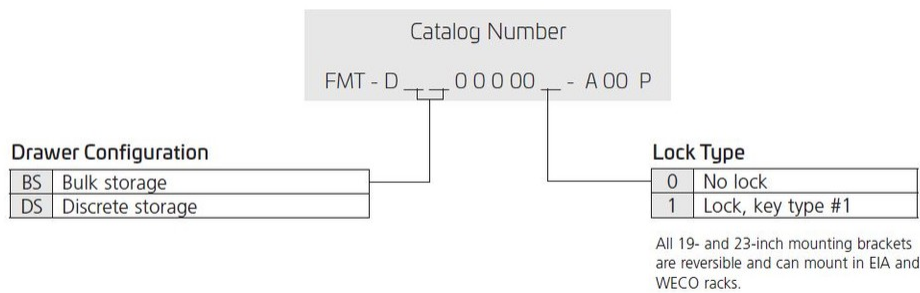 Catalog Number
FMT - D _ _ 0 0 0 00 _ - A 00 P
Drawer Configuration
BS Bulk storage
DS Discrete storage
Lock Type
0 No lock
1 Lock, key type #1
All 19- and 23-inch mounting brackets
are reversible and can mount in EIA and
WECO racks.